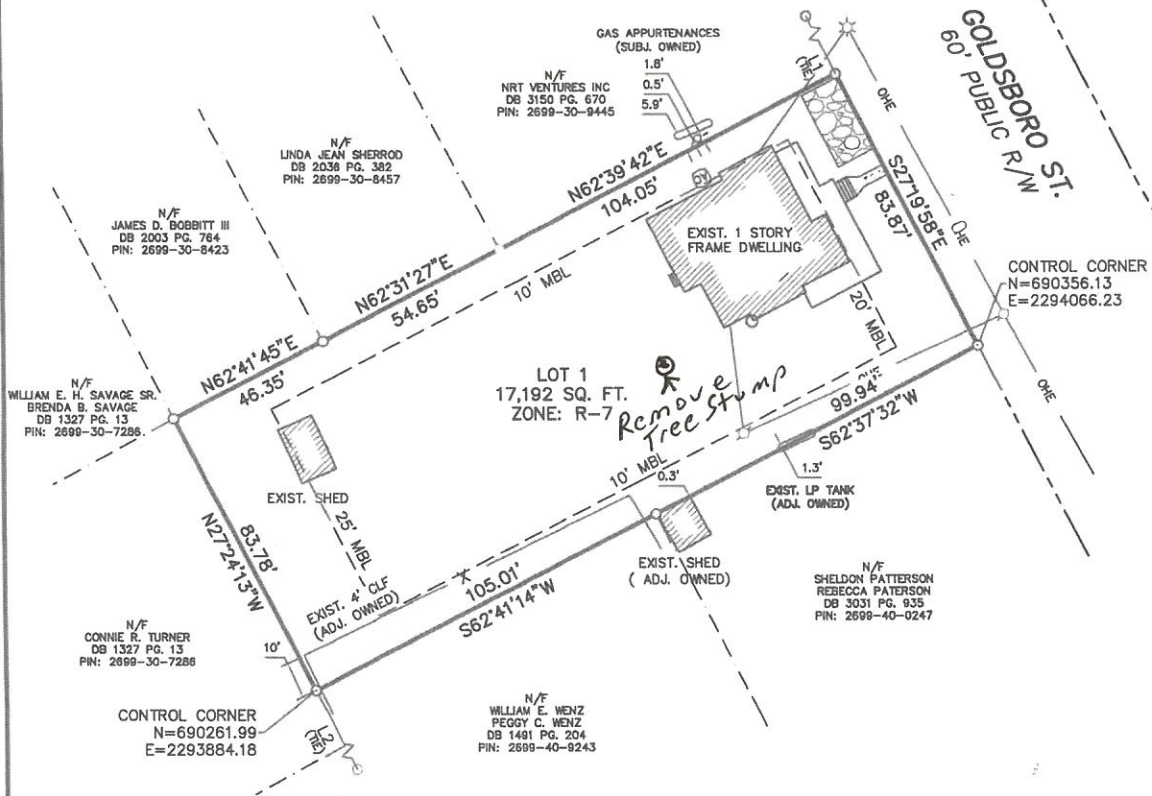 GOLDSBORO ST.
60' PUBLIC R/W
GAS APPURTENANCES
(SUBJ. OWNED)
1.8'
0.5'
5.9'
L1
(TIE)
OHE
N/F
NRT VENTURES INC
DB 3150 PG. 670
PIN: 2699-30-9445
N/F
LINDA JEAN SHERROD
DB 2036 PG. 382
PIN: 2699-30-8457
N/F
JAMES D. BOBBITT III
DB 2003 PG. 764
PIN: 2699-30-8423
N62°39'42"E
104.05'
AC
S27°19'58"E
83.87'
EXIST. 1 STORY
FRAME DWELLING
OHE
CONTROL CORNER
N=690356.13
E=2294066.23
N62°31'27"E
54.65'
10' MBL
20' MBL
N62°41'45"E
46.35'
N/F
WILLIAM E. H. SAVAGE SR.
BRENDA B. SAVAGE
DB 1327 PG. 13
PIN: 2699-30-7286
LOT 1
17,192 SQ. FT.
ZONE: R-7
Remove
Tree Stump
OHE
99.94'
S62°37'32"W
OHE
EXIST. SHED
25' MBL
10' MBL
0.3'
1.3'
EXIST. LP TANK
(ADJ. OWNED)
83.78'
N27°24'13"W
EXIST. 4' CLF
(ADJ. OWNED)
X
105.01'
S62°41'14"W
EXIST. SHED
( ADJ. OWNED)
N/F
SHELDON PATTERSON
REBECCA PATERSON
DB 3031 PG. 935
PIN: 2699-40-0247
N/F
CONNIE R. TURNER
DB 1327 PG. 13
PIN: 2699-30-7286
10'
CONTROL CORNER
N=690261.99
E=2293884.18
L2
(TIE)
N/F
WILLIAM E. WENZ
PEGGY C. WENZ
DB 1491 PG. 204
PIN: 2699-40-9243